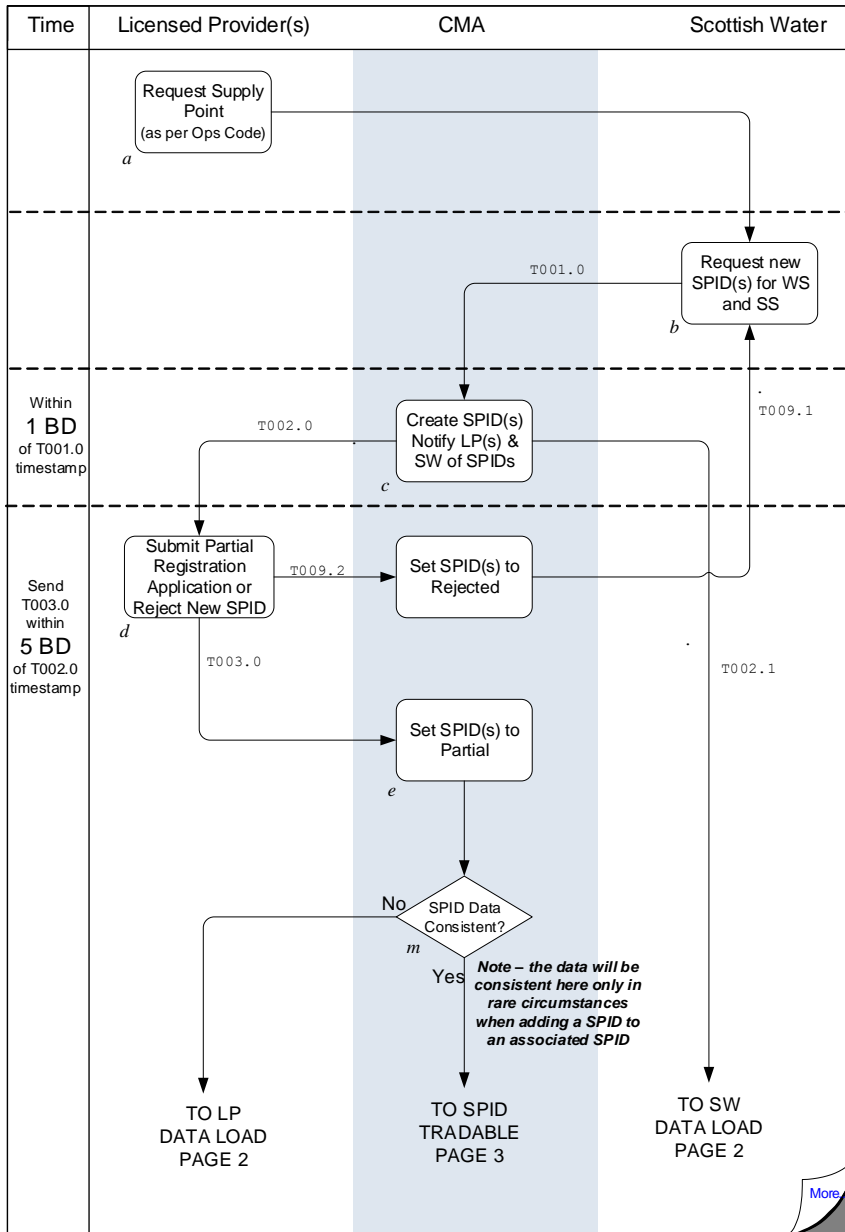 Time
Licensed Provider(s)
CMA
Scottish Water
Request Supply
Point
(as per Ops Code)
a
Request new
SPID(s) for WS
and SS
b
T001.0
T009.1
Within
1 BD
of T001.0
timestamp
T002.0
Create SPID(s)
Notify LP(s) &
SW of SPIDs
c
Send
T003.0
within
5 BD
of T002.0
timestamp
Submit Partial
Registration
Application or
Reject New SPID
d
T009.2
Set SPID(s) to
Rejected
T003.0
T002.1
Set SPID(s) to
Partial
e
No
SPID Data
Consistent?
m
Yes
Note – the data will be
consistent here only in
rare circumstances
when adding a SPID to
an associated SPID
TO LP
DATA LOAD
PAGE 2
TO SPID
TRADABLE
PAGE 3
TO SW
DATA LOAD
PAGE 2
More.